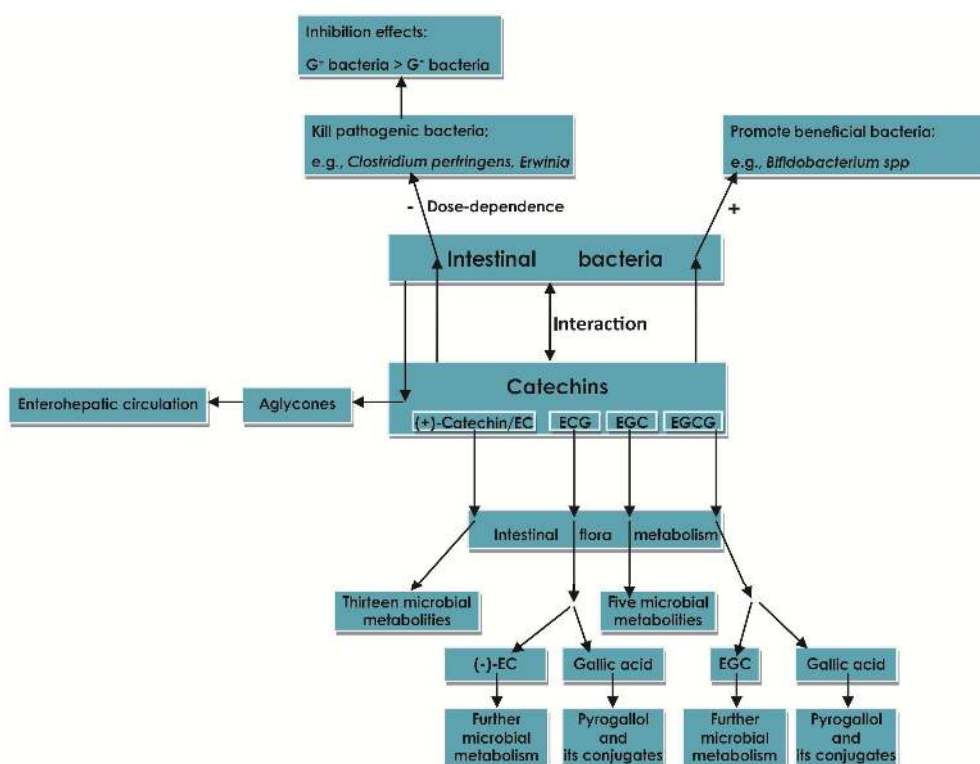 Inhibition effects:
G⁺ bacteria > G⁻ bacteria
Kill pathogenic bacteria;
e.g., Clostridium perfringens, Erwinia
Promote beneficial bacteria:
e.g., Bifidobacterium spp
- Dose-dependence
+
Intestinal bacteria
Interaction
Catechins
(+)-Catechin/EC ECG EGC EGCG
Enterohepatic circulation
Aglycones
Intestinal flora metabolism
Thirteen microbial
metabolities
Five microbial
metabolities
(-)-EC
Gallic acid
EGC
Gallic acid
Further
microbial
metabolism
Pyrogallol
and
its conjugates
Further
microbial
metabolism
Pyrogallol
and
its conjugates